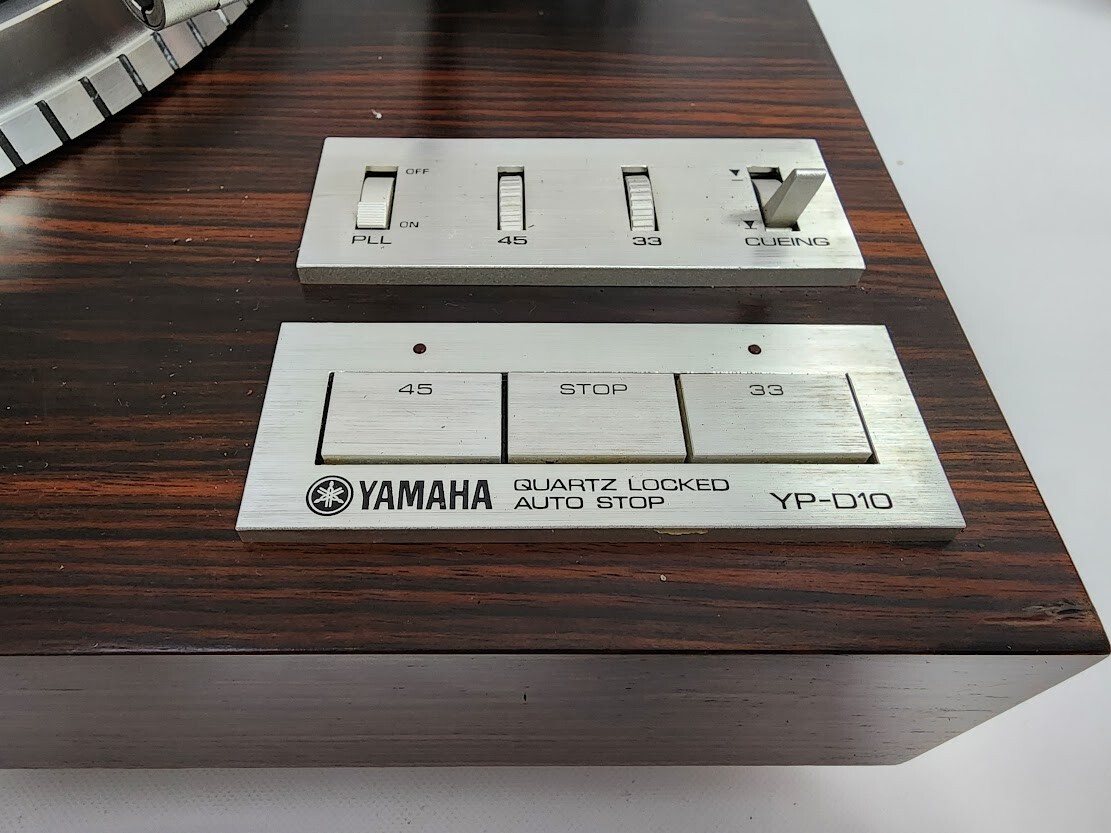 OFF
ON
PLL
45
33
CUEING
45
STOP
33
YAMAHA
QUARTZ LOCKED
AUTO STOP
YP-D10